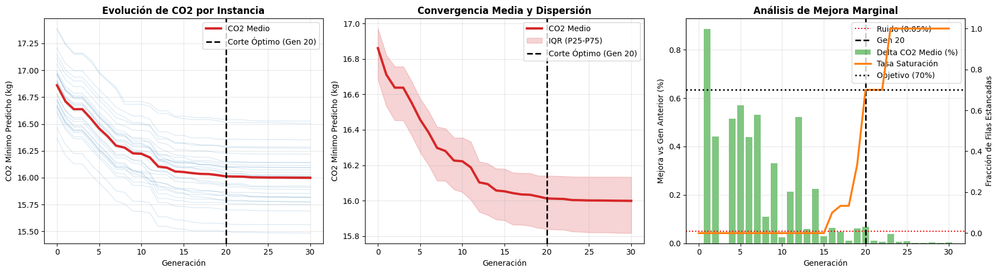 Evolución de CO2 por Instancia
CO2 Medio
Corte Óptimo (Gen 20)
CO2 Mínimo Predicho (kg)
17.25
17.00
16.75
16.50
16.25
16.00
15.75
15.50
0
5
10
15
20
25
30
Generación
Convergencia Media y Dispersión
CO2 Medio
IQR (P25-P75)
Corte Óptimo (Gen 20)
CO2 Mínimo Predicho (kg)
17.0
16.8
16.6
16.4
16.2
16.0
15.8
0
5
10
15
20
25
30
Generación
Análisis de Mejora Marginal
Ruido (0.05%)
Gen 20
Delta CO2 Medio (%)
Tasa Saturación
Objetivo (70%)
Mejora vs Gen Anterior (%)
0.8
0.6
0.4
0.2
0.0
0
5
10
15
20
25
30
Generación
1.0
0.8
0.6
0.4
0.2
0.0
Fracción de Filas Estancadas